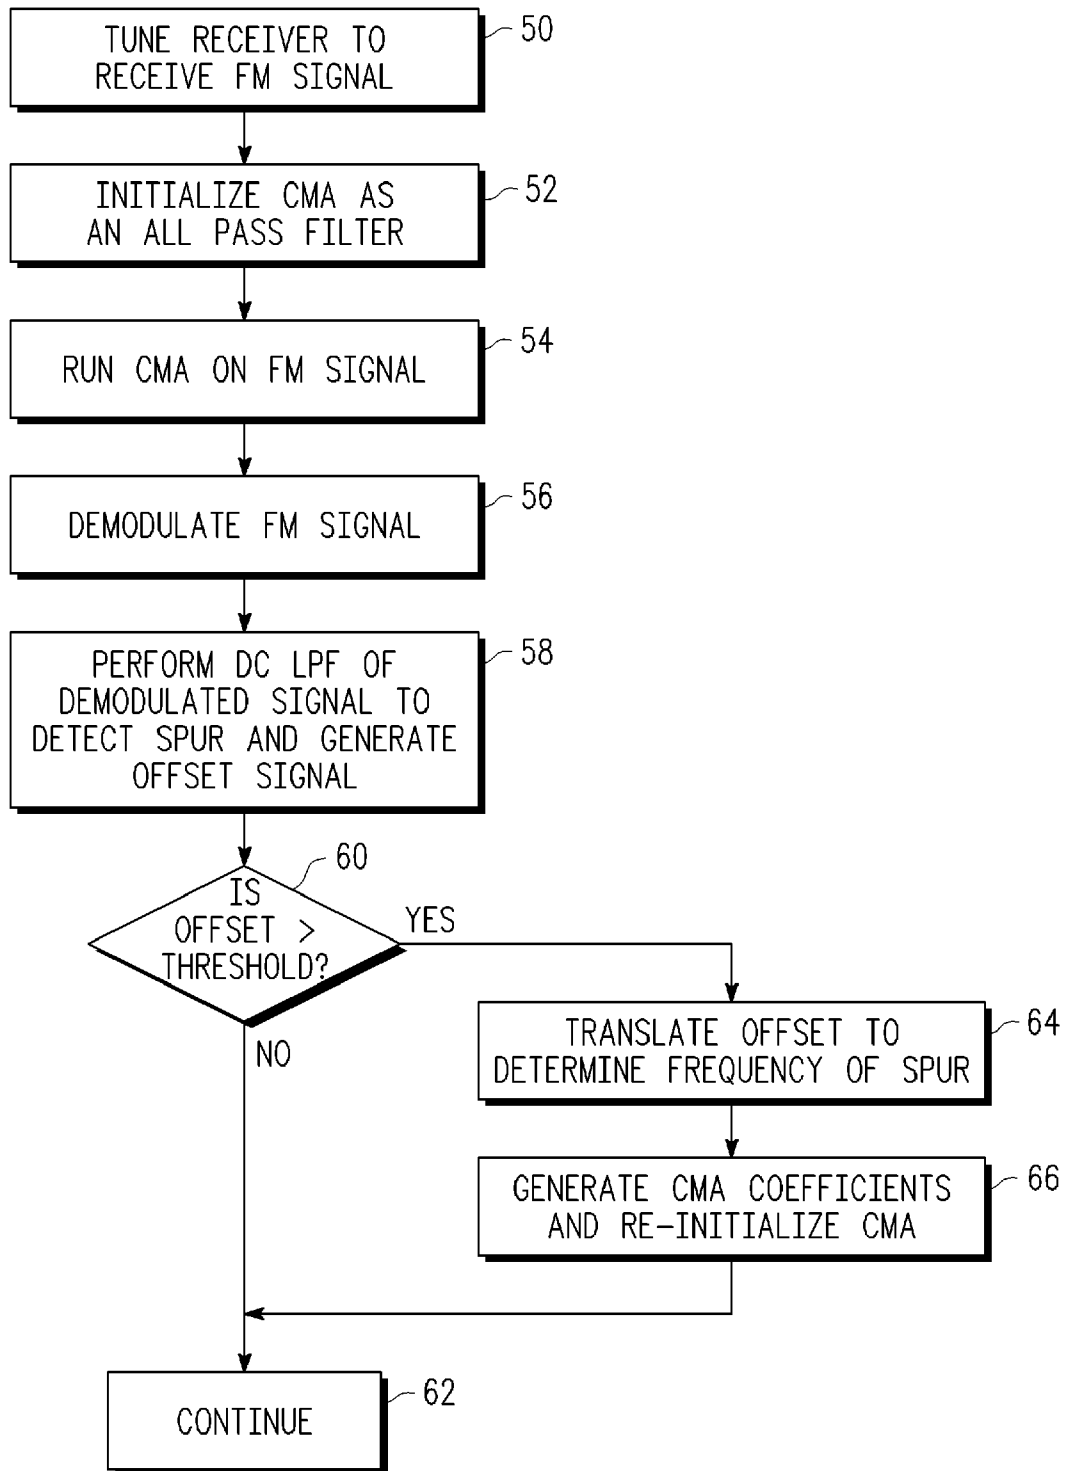 TUNE RECEIVER TO
RECEIVE FM SIGNAL
50
INITIALIZE CMA AS
AN ALL PASS FILTER
52
RUN CMA ON FM SIGNAL
54
DEMODULATE FM SIGNAL
56
PERFORM DC LPF OF
DEMODULATED SIGNAL TO
DETECT SPUR AND GENERATE
OFFSET SIGNAL
58
IS
OFFSET >
THRESHOLD?
60
YES
NO
TRANSLATE OFFSET TO
DETERMINE FREQUENCY OF SPUR
64
GENERATE CMA COEFFICIENTS
AND RE-INITIALIZE CMA
66
CONTINUE
62